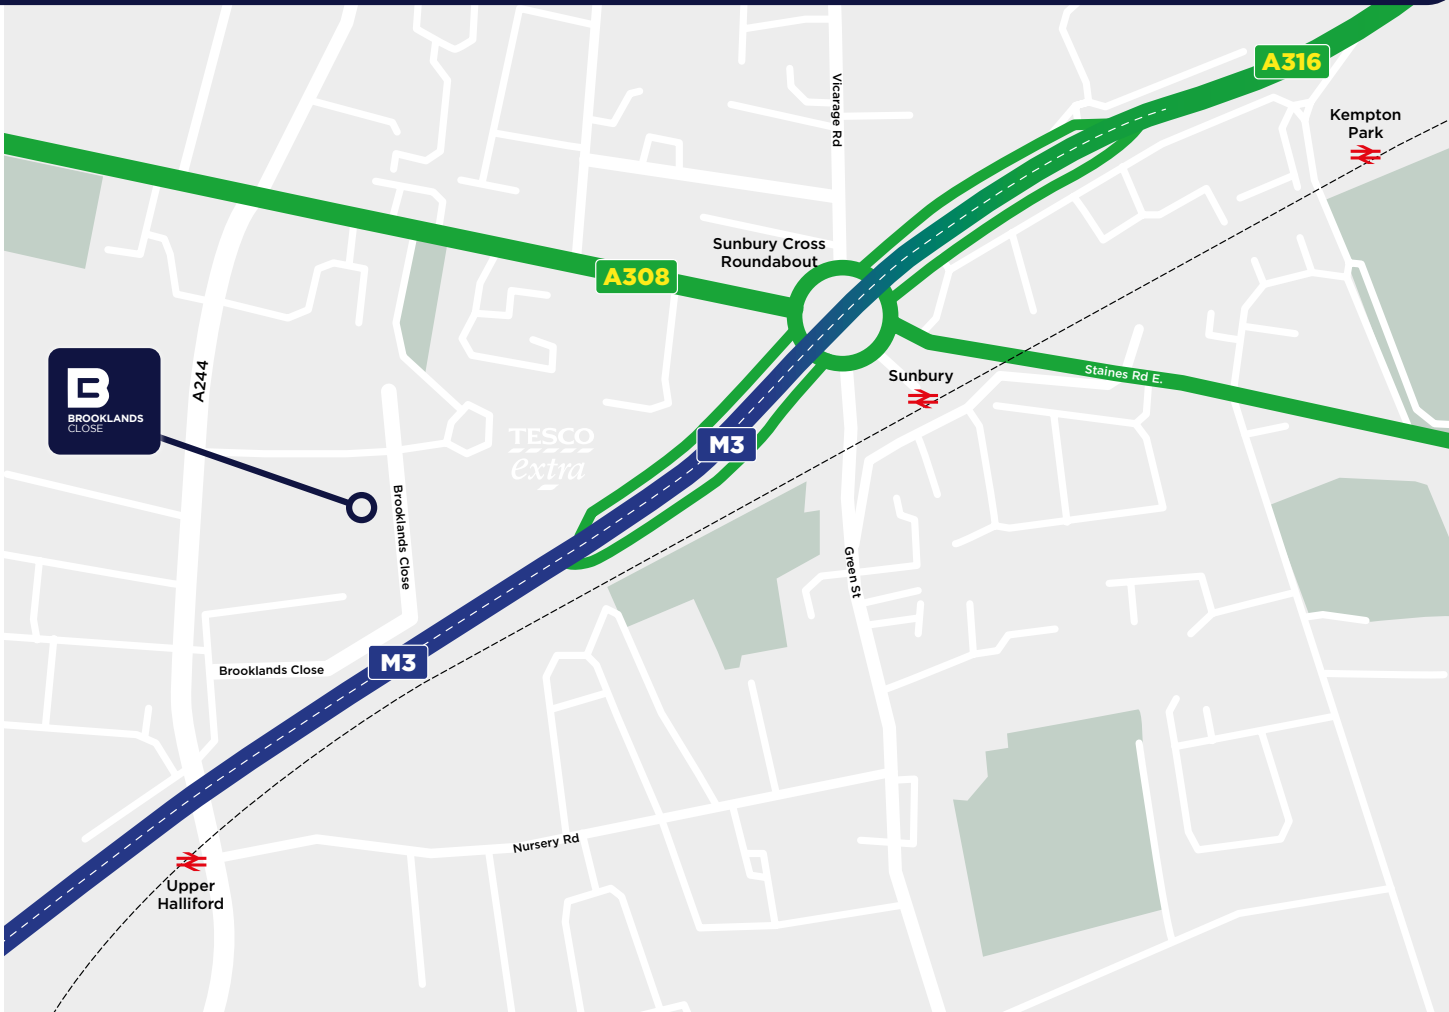 A316
Kempton
Park
Vicarage Rd
Sunbury Cross
Roundabout
A308
Sunbury
Staines Rd E.
A244
BROOKLANDS
CLOSE
TESCO
extra
M3
Brooklands Close
Green St
M3
Brooklands Close
Nursery Rd
Upper
Halliford